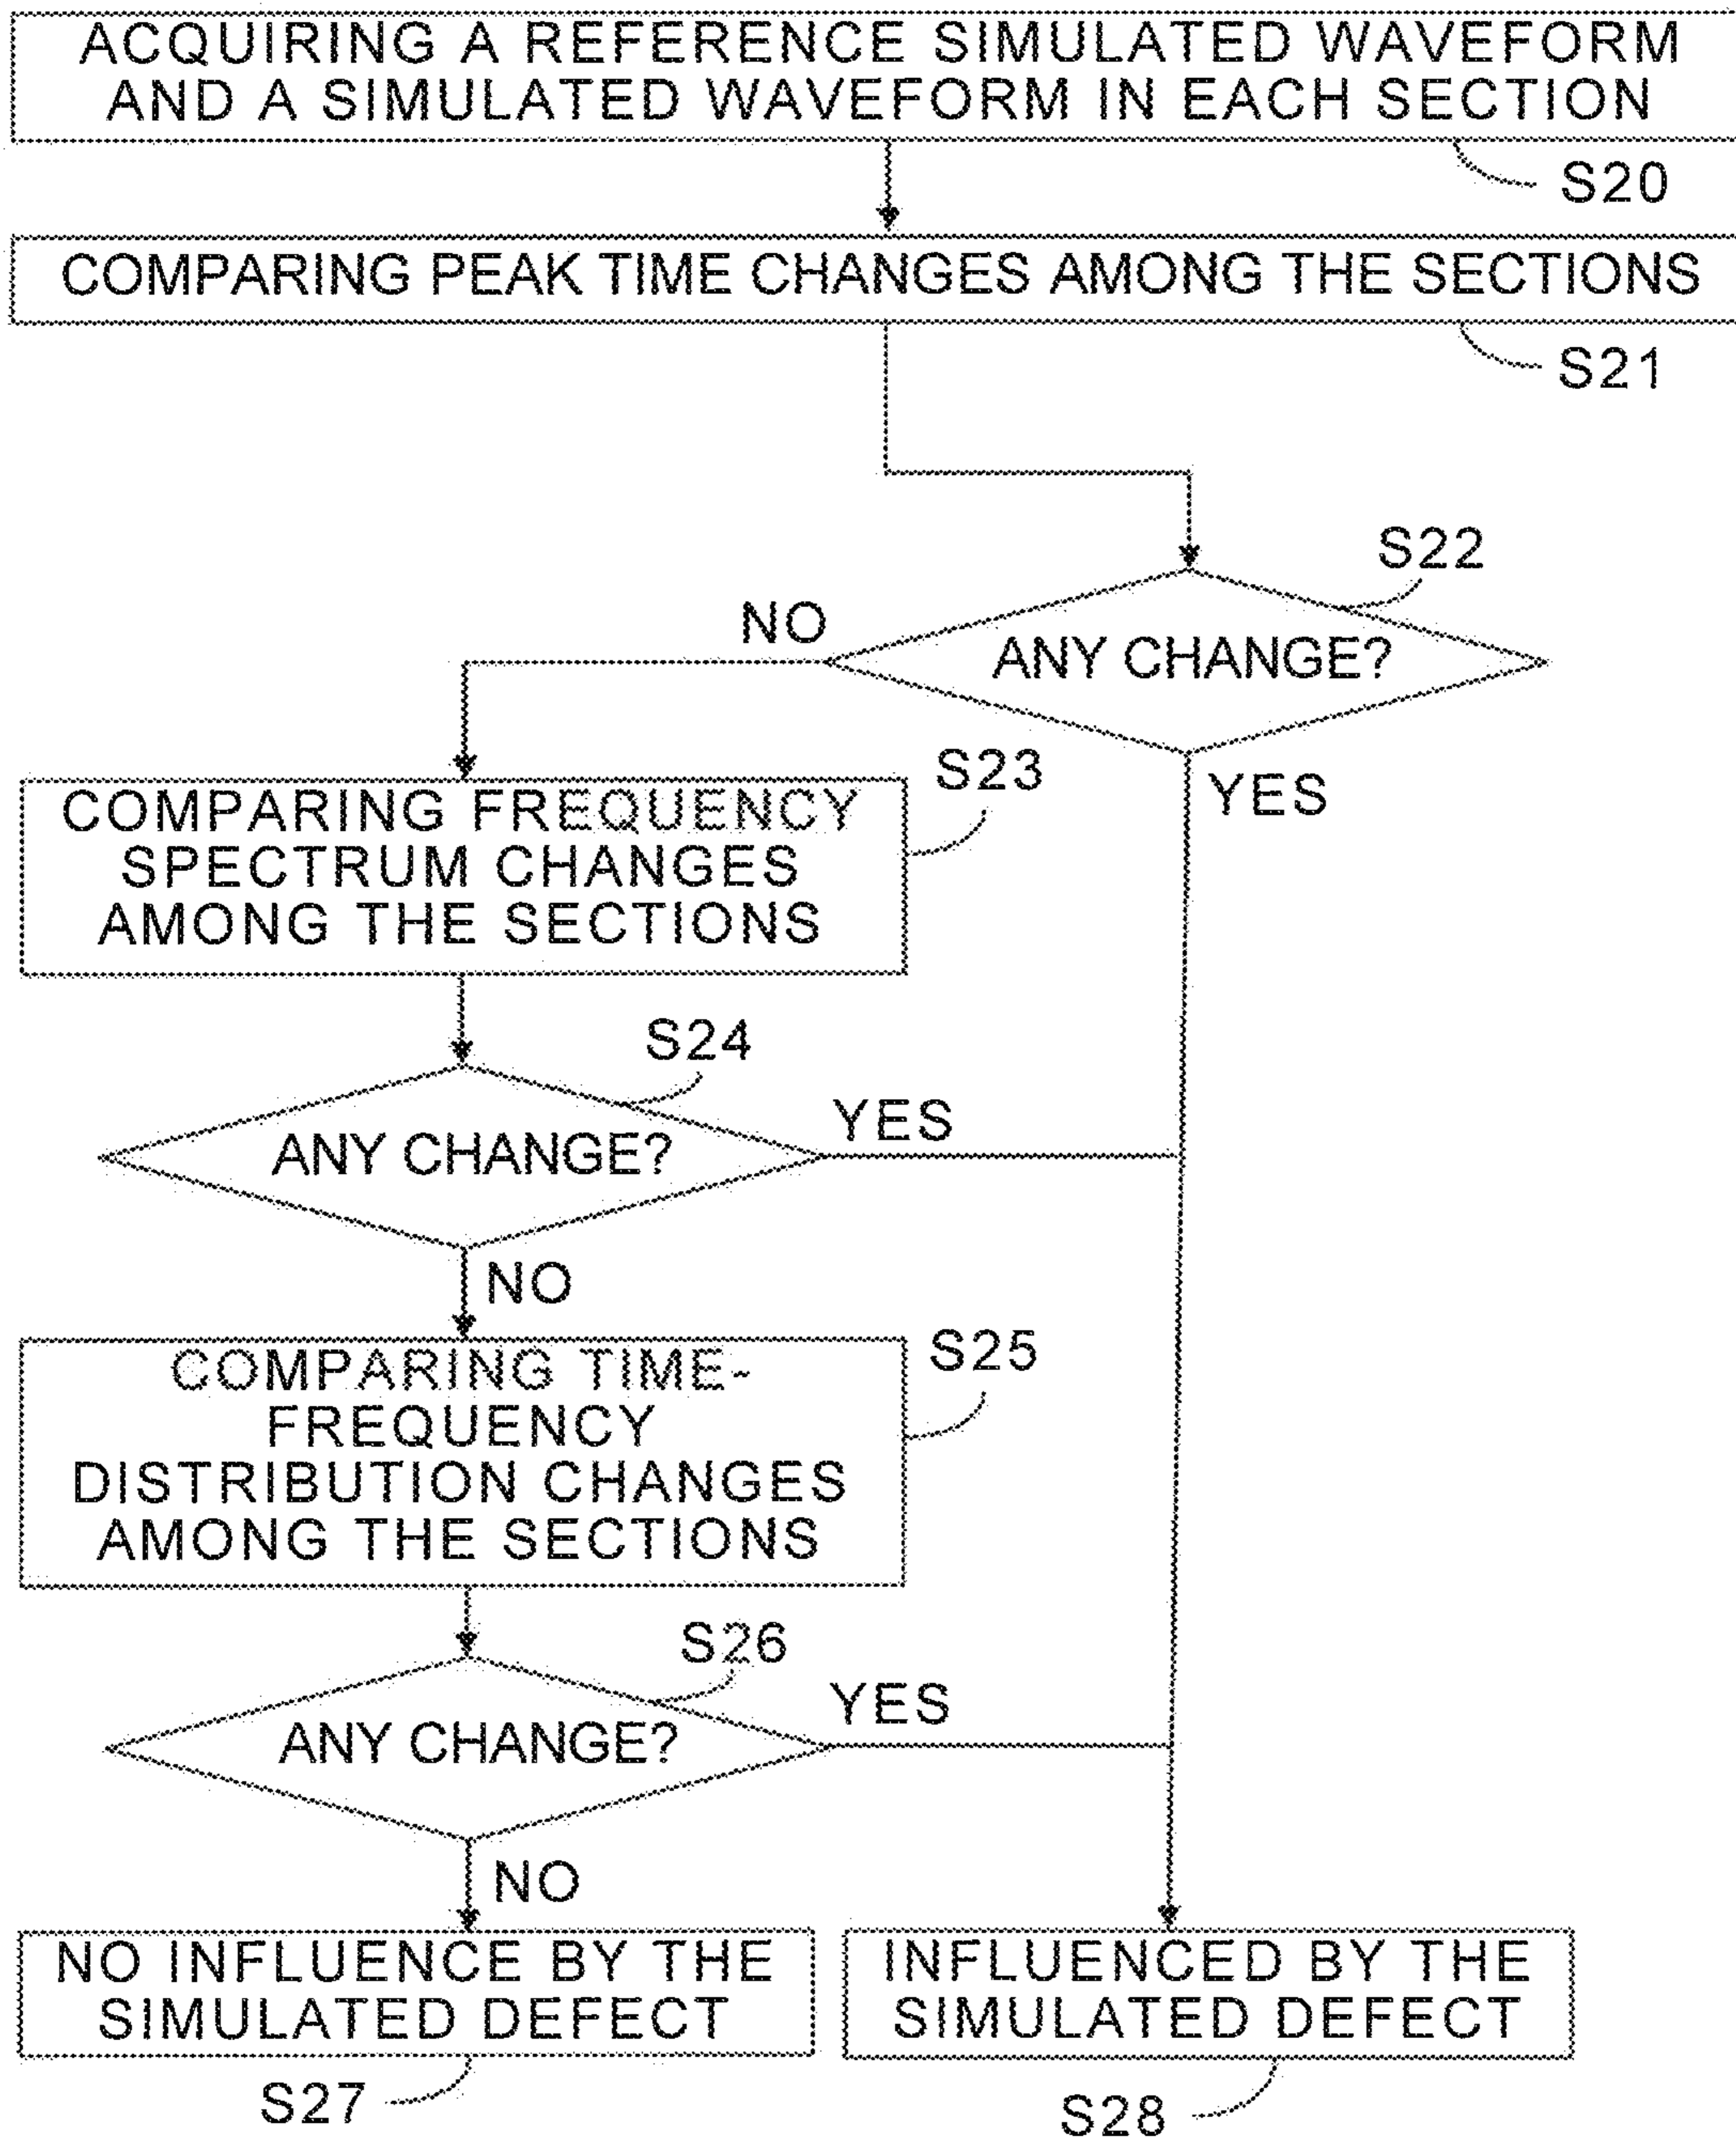 ACQUIRING A REFERENCE SIMULATED WAVEFORM
AND A SIMULATED WAVEFORM IN EACH SECTION
S20
COMPARING PEAK TIME CHANGES AMONG THE SECTIONS
S21
S22
NO
ANY CHANGE?
YES
S23
COMPARING FREQUENCY
SPECTRUM CHANGES
AMONG THE SECTIONS
S24
YES
ANY CHANGE?
NO
S25
COMPARING TIME-
FREQUENCY
DISTRIBUTION CHANGES
AMONG THE SECTIONS
S26
YES
ANY CHANGE?
NO
NO INFLUENCE BY THE
SIMULATED DEFECT
S27
INFLUENCED BY THE
SIMULATED DEFECT
S28